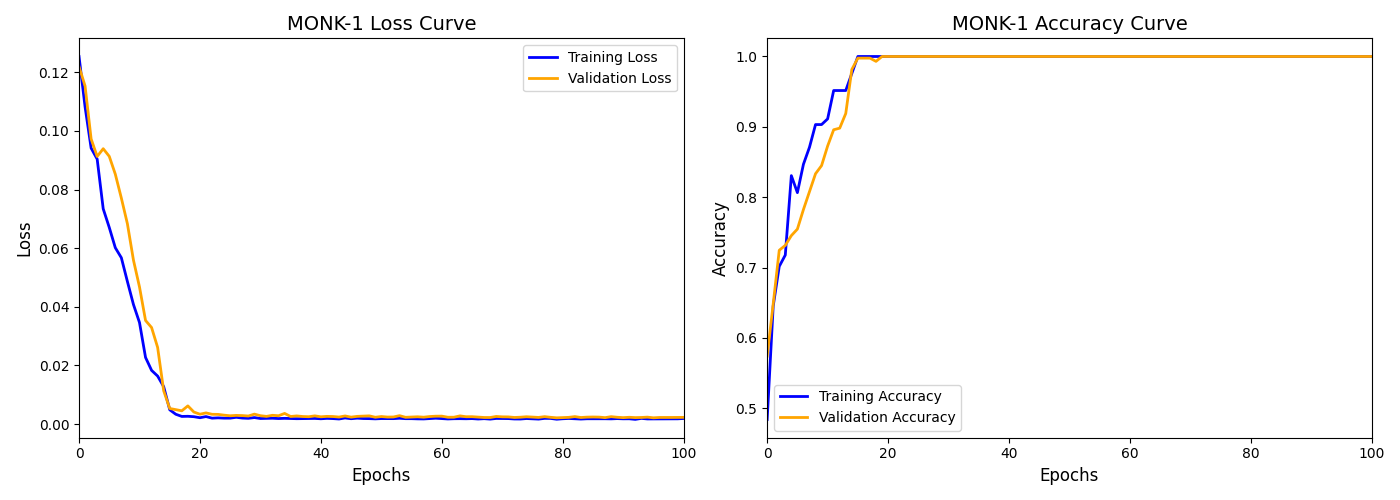 MONK-1 Loss Curve
Training Loss
Validation Loss
0.12
0.10
0.08
0.06
0.04
0.02
0.00
Loss
0
20
40
60
80
100
Epochs
MONK-1 Accuracy Curve
1.0
0.9
0.8
0.7
0.6
0.5
Accuracy
Training Accuracy
Validation Accuracy
0
20
40
60
80
100
Epochs